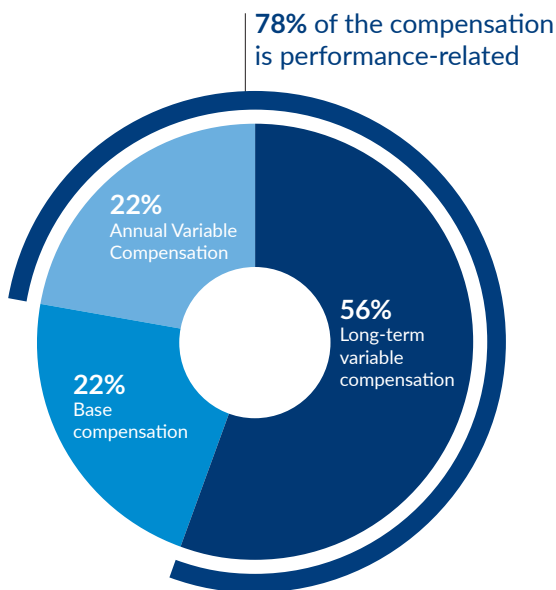 78% of the compensation
is performance-related
22%
Annual Variable
Compensation
56%
Long-term
variable
compensation
22%
Base
compensation